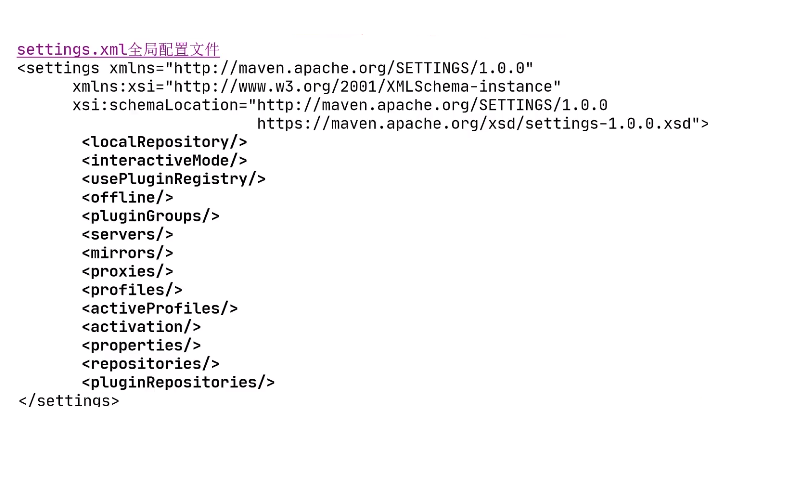 settings.xml全局配置文件
<settings xmlns="http://maven.apache.org/SETTINGS/1.0.0"
xmlns:xsi="http://www.w3.org/2001/XMLSchema-instance"
xsi:schemaLocation="http://maven.apache.org/SETTINGS/1.0.0
https://maven.apache.org/xsd/settings-1.0.0.xsd">
<localRepository/>
<interactiveMode/>
<usePluginRegistry/>
<offline/>
<pluginGroups/>
<servers/>
<mirrors/>
<proxies/>
<profiles/>
<activeProfiles/>
<activation/>
<properties/>
<repositories/>
<pluginRepositories/>
</settings>